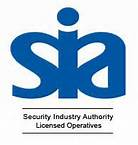 sia
Security Industry Authority
Licensed Operatives